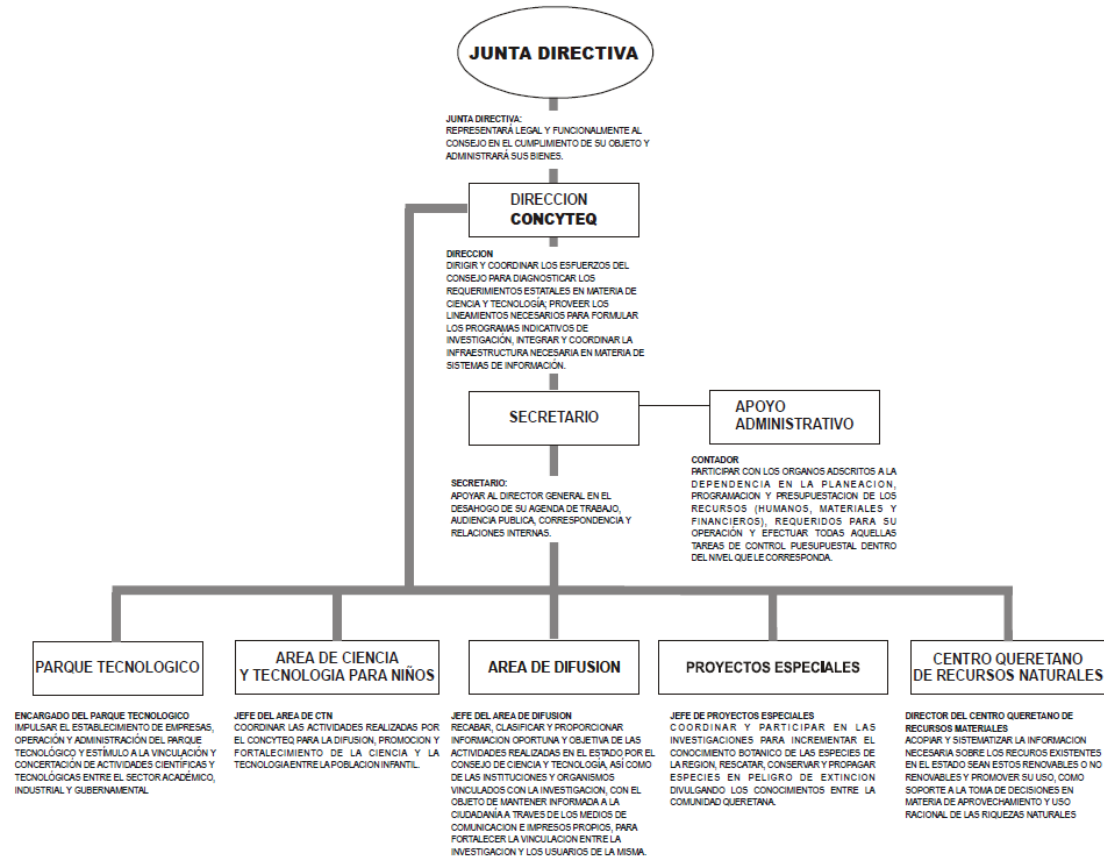 JUNTA DIRECTIVA
JUNTA DIRECTIVA:
REPRESENTARÁ LEGAL Y FUNCIONALMENTE AL
CONSEJO EN EL CUMPLIMIENTO DE SU OBJETO Y
ADMINISTRARÁ SUS BIENES.
DIRECCION
CONCYTEQ
DIRECCION
DIRIGIR Y COORDINAR LOS ESFUERZOS DEL
CONSEJO PARA DIAGNOSTICAR LOS
REQUERIMIENTOS ESTATALES EN MATERIA DE
CIENCIA Y TECNOLOGÍA; PROVEER LOS
LINEAMIENTOS NECESARIOS PARA FORMULAR
LOS PROGRAMAS INDICATIVOS DE
INVESTIGACIÓN, INTEGRAR Y COORDINAR LA
INFRAESTRUCTURA NECESARIA EN MATERIA DE
SISTEMAS DE INFORMACIÓN.
SECRETARIO
APOYO
ADMINISTRATIVO
SECRETARIO:
APOYAR AL DIRECTOR GENERAL EN EL
DESAHOGO DE SU AGENDA DE TRABAJO,
AUDIENCIA PUBLICA, CORRESPONDENCIA Y
RELACIONES INTERNAS.
CONTADOR
PARTICIPAR CON LOS ORGANOS ADSCRITOS A LA
DEPENDENCIA EN LA PLANEACION,
PROGRAMACION Y PRESUPUESTACION DE LOS
RECURSOS (HUMANOS, MATERIALES Y
FINANCIEROS), REQUERIDOS PARA SU
OPERACIÓN Y EFECTUAR TODAS AQUELLAS
TAREAS DE CONTROL PUESUPUESTAL DENTRO
DEL NIVEL QUE LE CORRESPONDA.
PARQUE TECNOLOGICO
ENCARGADO DEL PARQUE TECNOLOGICO
IMPULSAR EL ESTABLECIMIENTO DE EMPRESAS,
OPERACIÓN Y ADMINISTRACIÓN DEL PARQUE
TECNOLÓGICO Y ESTÍMULO A LA VINCULACIÓN Y
CONCERTACIÓN DE ACTIVIDADES CIENTÍFICAS Y
TECNOLÓGICAS ENTRE EL SECTOR ACADÉMICO,
INDUSTRIAL Y GUBERNAMENTAL
AREA DE CIENCIA
Y TECNOLOGIA PARA NIÑOS
JEFE DEL AREA DE CTN
COORDINAR LAS ACTIVIDADES REALIZADAS POR
EL CONCYTEQ PARA LA DIFUSION, PROMOCION Y
FORTALECIMIENTO DE LA CIENCIA Y LA
TECNOLOGIA ENTRE LA POBLACION INFANTIL.
AREA DE DIFUSION
JEFE DEL AREA DE DIFUSION
RECABAR, CLASIFICAR Y PROPORCIONAR
INFORMACION OPORTUNA Y OBJETIVA DE LAS
ACTIVIDADES REALIZADAS EN EL ESTADO POR EL
CONSEJO DE CIENCIA Y TECNOLOGÍA, ASÍ COMO
DE LAS INSTITUCIONES Y ORGANISMOS
VINCULADOS CON LA INVESTIGACION, CON EL
OBJETO DE MANTENER INFORMADA A LA
CIUDADANÍA A TRAVES DE LOS MEDIOS DE
COMUNICACION E IMPRESOS PROPIOS, PARA
FORTALECER LA VINCULACION ENTRE LA
INVESTIGACION Y LOS USUARIOS DE LA MISMA.
PROYECTOS ESPECIALES
JEFE DE PROYECTOS ESPECIALES
COORDINAR Y PARTICIPAR EN LAS
INVESTIGACIONES PARA INCREMENTAR EL
CONOCIMIENTO BOTANICO DE LAS ESPECIES DE
LA REGION, RESCATAR, CONSERVAR Y PROPAGAR
ESPECIES EN PELIGRO DE EXTINCION
DIVULGANDO LOS CONOCIMIENTOS ENTRE LA
COMUNIDAD QUERETANA.
CENTRO QUERETANO
DE RECURSOS NATURALES
DIRECTOR DEL CENTRO QUERETANO DE
RECURSOS MATERIALES
ACOPIAR Y SISTEMATIZAR LA INFORMACION
NECESARIA SOBRE LOS RECUROS EXISTENTES
EN EL ESTADO SEAN ESTOS RENOVABLES O NO
RENOVABLES Y PROMOVER SU USO, COMO
SOPORTE A LA TOMA DE DECISIONES EN
MATERIA DE APROVECHAMIENTO Y USO
RACIONAL DE LAS RIQUEZAS NATURALES